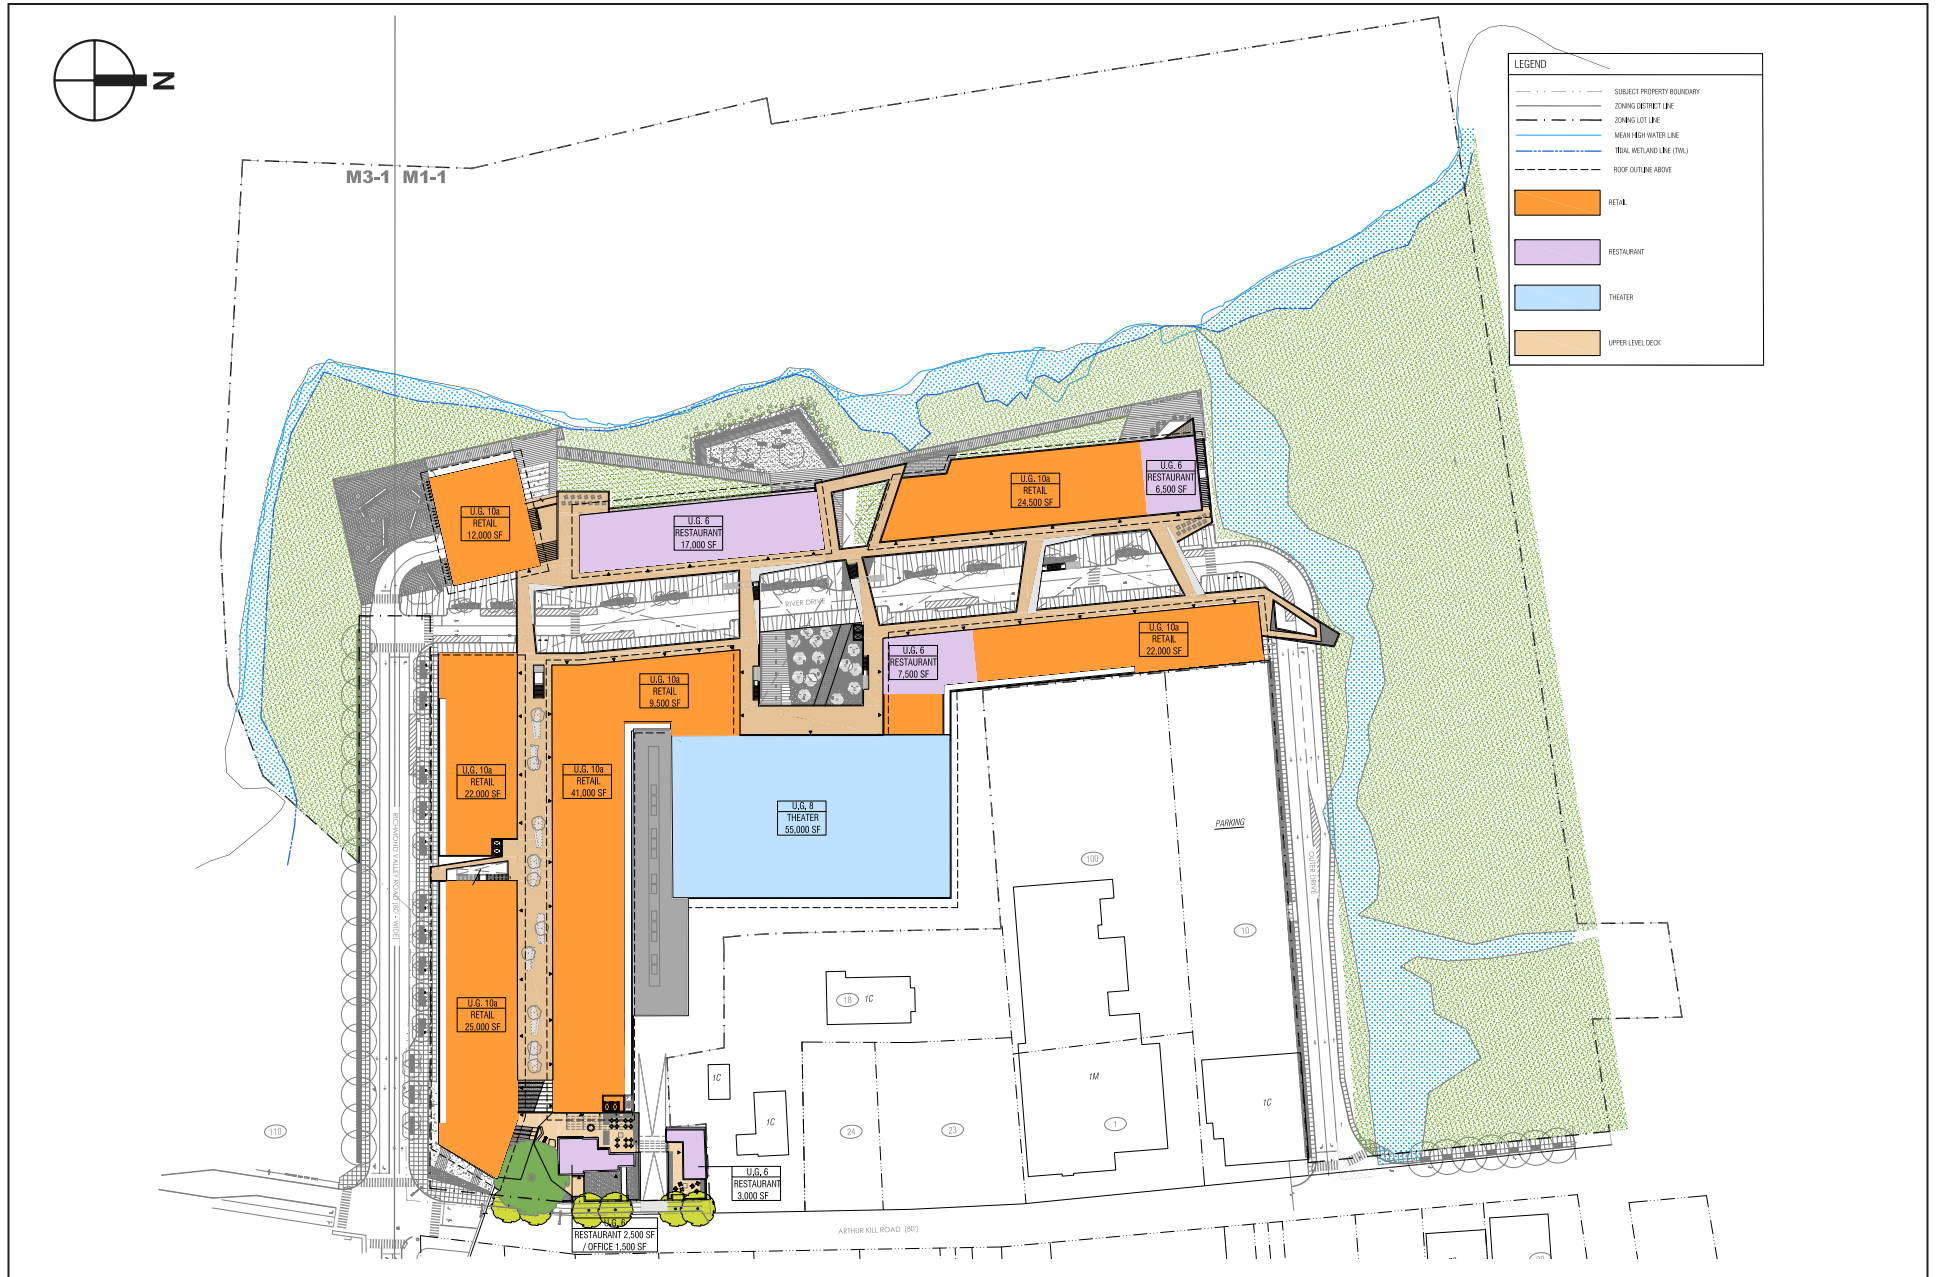 N
M3-1 M1-1
LEGEND
SUBJECT PROPERTY BOUNDARY
ZONING DISTRICT LINE
ZONING LOT LINE
MEAN HIGH WATER LINE
TIDAL WETLAND LINE (TWL)
ROOF OUTLINE ABOVE
RETAIL
RESTAURANT
THEATER
UPPER LEVEL DECK
U.G. 10a
RETAIL
12,000 SF
U.G. 6
RESTAURANT
17,000 SF
U.G. 10a
RETAIL
24,500 SF
U.G. 6
RESTAURANT
6,500 SF
RIVER DRIVE
U.G. 10a
RETAIL
9,500 SF
U.G. 6
RESTAURANT
7,500 SF
U.G. 10a
RETAIL
22,000 SF
U.G. 10a
RETAIL
22,000 SF
U.G. 10a
RETAIL
41,000 SF
U.G. 8
THEATER
55,000 SF
PARKING
RICHMOND VALLEY ROAD (80' - WIDE)
OUTER DRIVE
100
10
U.G. 10a
RETAIL
25,000 SF
18 1C
1C
1C
1M
1C
110
24
23
1
U.G. 6
RESTAURANT
3,000 SF
U.G. 6
RESTAURANT 2,500 SF
/ OFFICE 1,500 SF
ARTHUR KILL ROAD (80')